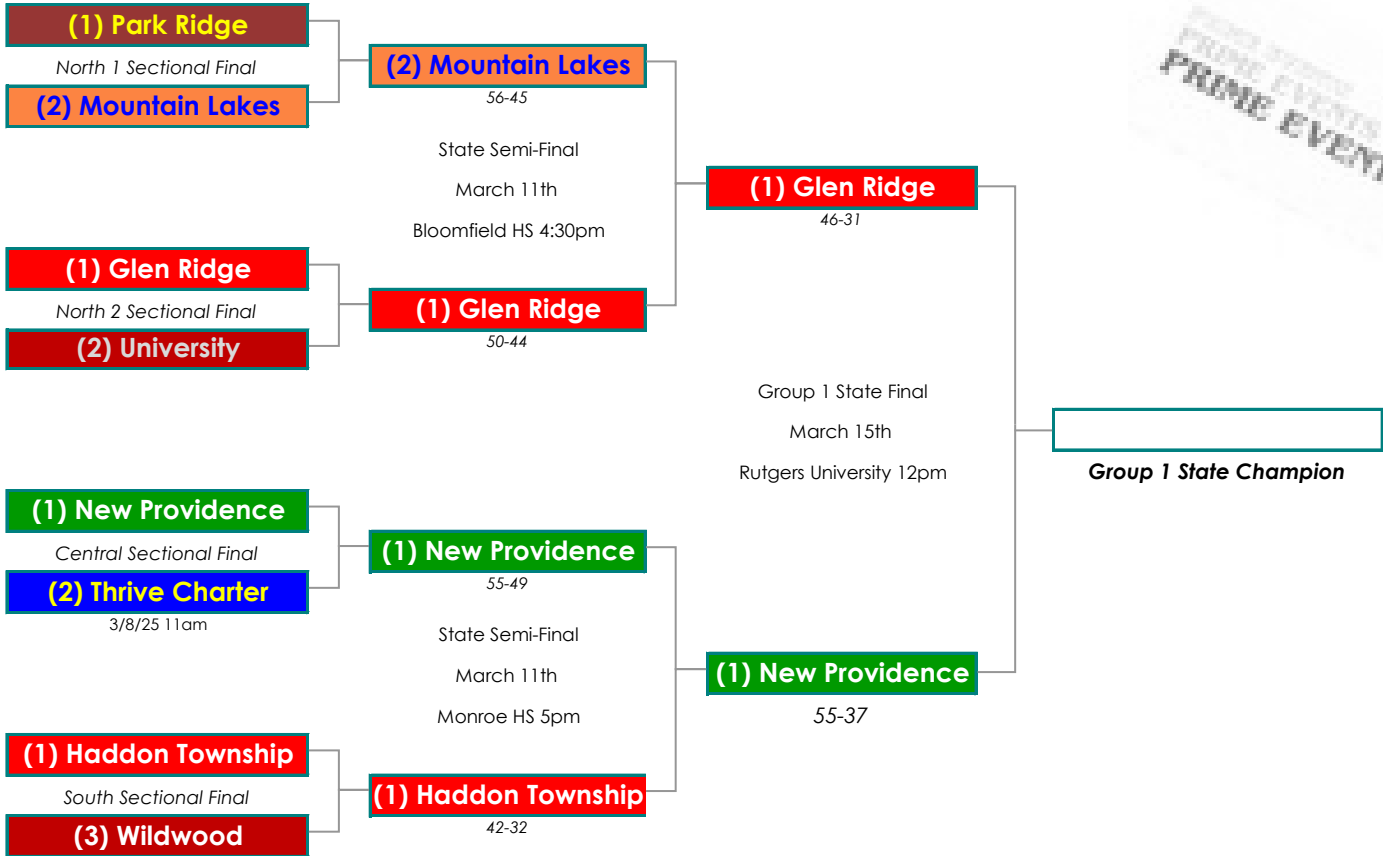 (1) Park Ridge
North 1 Sectional Final
(2) Mountain Lakes
(2) Mountain Lakes
56-45
State Semi-Final
March 11th
Bloomfield HS 4:30pm
(1) Glen Ridge
North 2 Sectional Final
(2) University
(1) Glen Ridge
50-44
(1) Glen Ridge
46-31
PRIME EVENTS
PRIME EVENTS
PRIME EVENT
Group 1 State Final
March 15th
Rutgers University 12pm
Group 1 State Champion
(1) New Providence
Central Sectional Final
(2) Thrive Charter
3/8/25 11am
(1) New Providence
55-49
State Semi-Final
March 11th
Monroe HS 5pm
(1) New Providence
55-37
(1) Haddon Township
South Sectional Final
(3) Wildwood
(1) Haddon Township
42-32